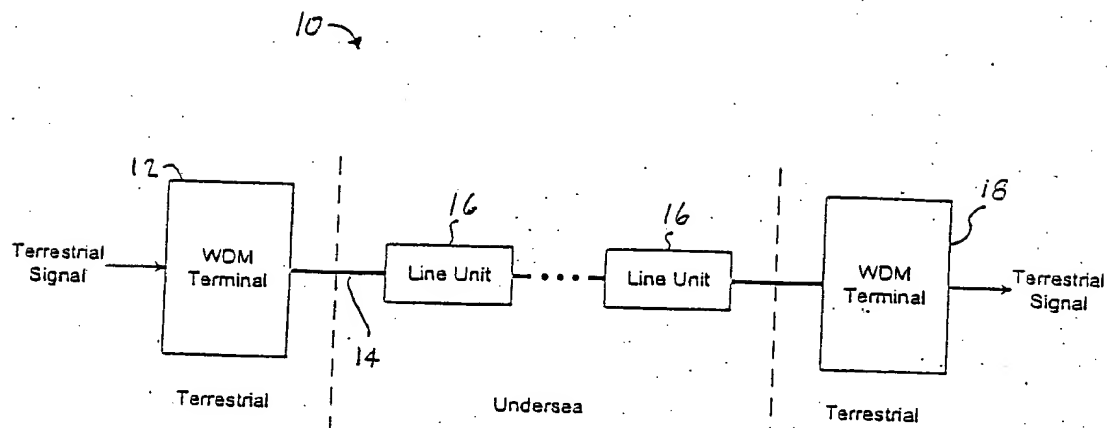 10
12
16
16
18
Terrestrial
Signal
WDM
Terminal
Line Unit
Line Unit
WDM
Terminal
Terrestrial
Signal
14
Terrestrial
Undersea
Terrestrial